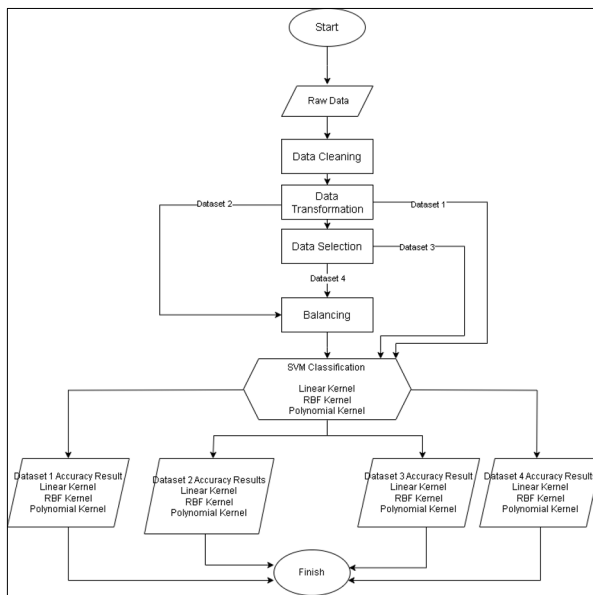 Start
Raw Data
Data Cleaning
Data
Transformation
Dataset 2
Dataset 1
Data Selection
Dataset 3
Dataset 4
Balancing
SVM Classification
Linear Kernel
RBF Kernel
Polynomial Kernel
Dataset 1 Accuracy Result
Linear Kernel
RBF Kernel
Polynomial Kernel
Dataset 2 Accuracy Results
Linear Kernel
RBF Kernel
Polynomial Kernel
Dataset 3 Accuracy Result
Linear Kernel
RBF Kernel
Polynomial Kernel
Dataset 4 Accuracy Results
Linear Kernel
RBF Kernel
Polynomial Kernel
Finish